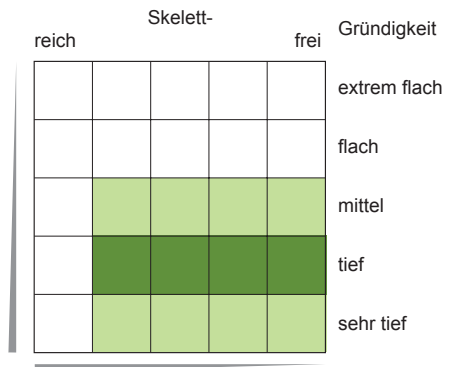 Skelett-
reich frei Gründigkeit
extrem flach
flach
mittel
tief
sehr tief